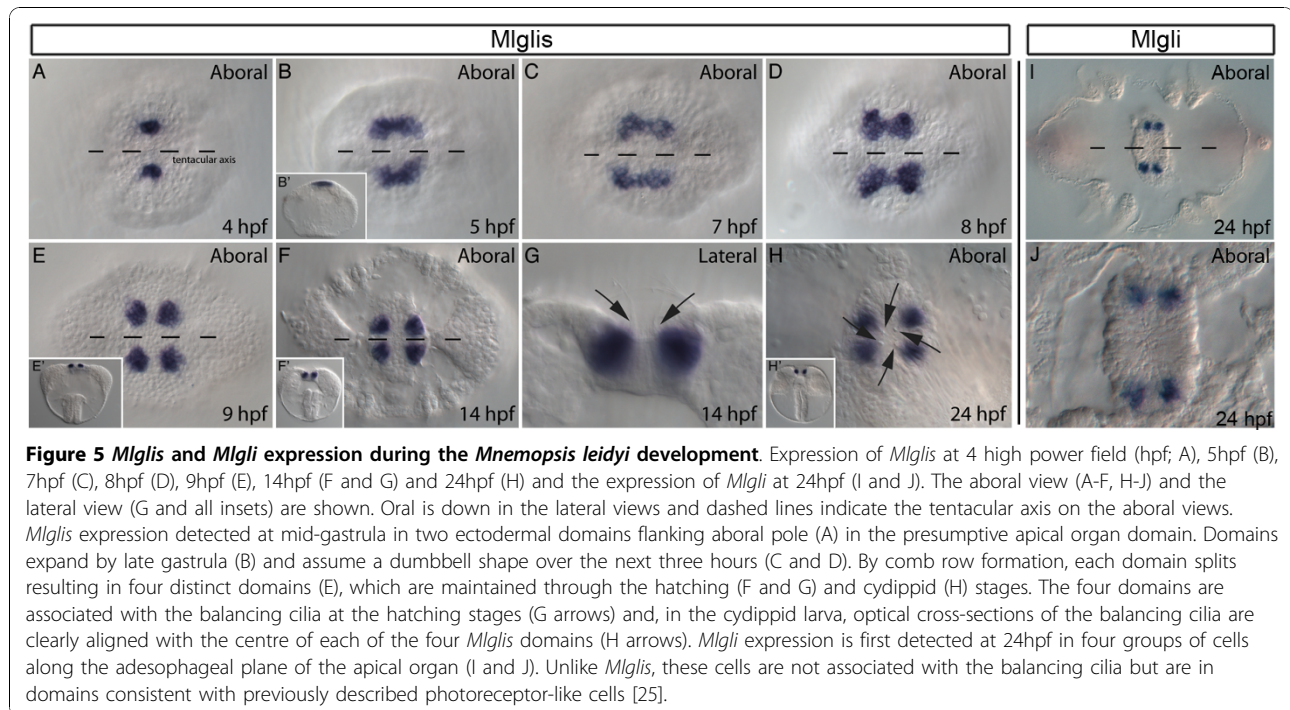 Mlglis
Mlgli
A
Aboral
tentacular axis
4 hpf
B
Aboral
B'
5 hpf
C
Aboral
7 hpf
D
Aboral
8 hpf
I
Aboral
24 hpf
E
Aboral
E'
9 hpf
F
Aboral
F'
14 hpf
G
Lateral
14 hpf
H
Aboral
H'
24 hpf
J
Aboral
24 hpf
Figure 5 Mlglis and Mlgli expression during the Mnemopsis leidyi development. Expression of Mlglis at 4 high power field (hpf; A), 5hpf (B),
7hpf (C), 8hpf (D), 9hpf (E), 14hpf (F and G) and 24hpf (H) and the expression of Mlgli at 24hpf (I and J). The aboral view (A-F, H-J) and the
lateral view (G and all insets) are shown. Oral is down in the lateral views and dashed lines indicate the tentacular axis on the aboral views.
Mlglis expression detected at mid-gastrula in two ectodermal domains flanking aboral pole (A) in the presumptive apical organ domain. Domains
expand by late gastrula (B) and assume a dumbbell shape over the next three hours (C and D). By comb row formation, each domain splits
resulting in four distinct domains (E), which are maintained through the hatching (F and G) and cydippid (H) stages. The four domains are
associated with the balancing cilia at the hatching stages (G arrows) and, in the cydippid larva, optical cross-sections of the balancing cilia are
clearly aligned with the centre of each of the four Mlglis domains (H arrows). Mlgli expression is first detected at 24hpf in four groups of cells
along the adesophageal plane of the apical organ (I and J). Unlike Mlglis, these cells are not associated with the balancing cilia but are in
domains consistent with previously described photoreceptor-like cells [25].